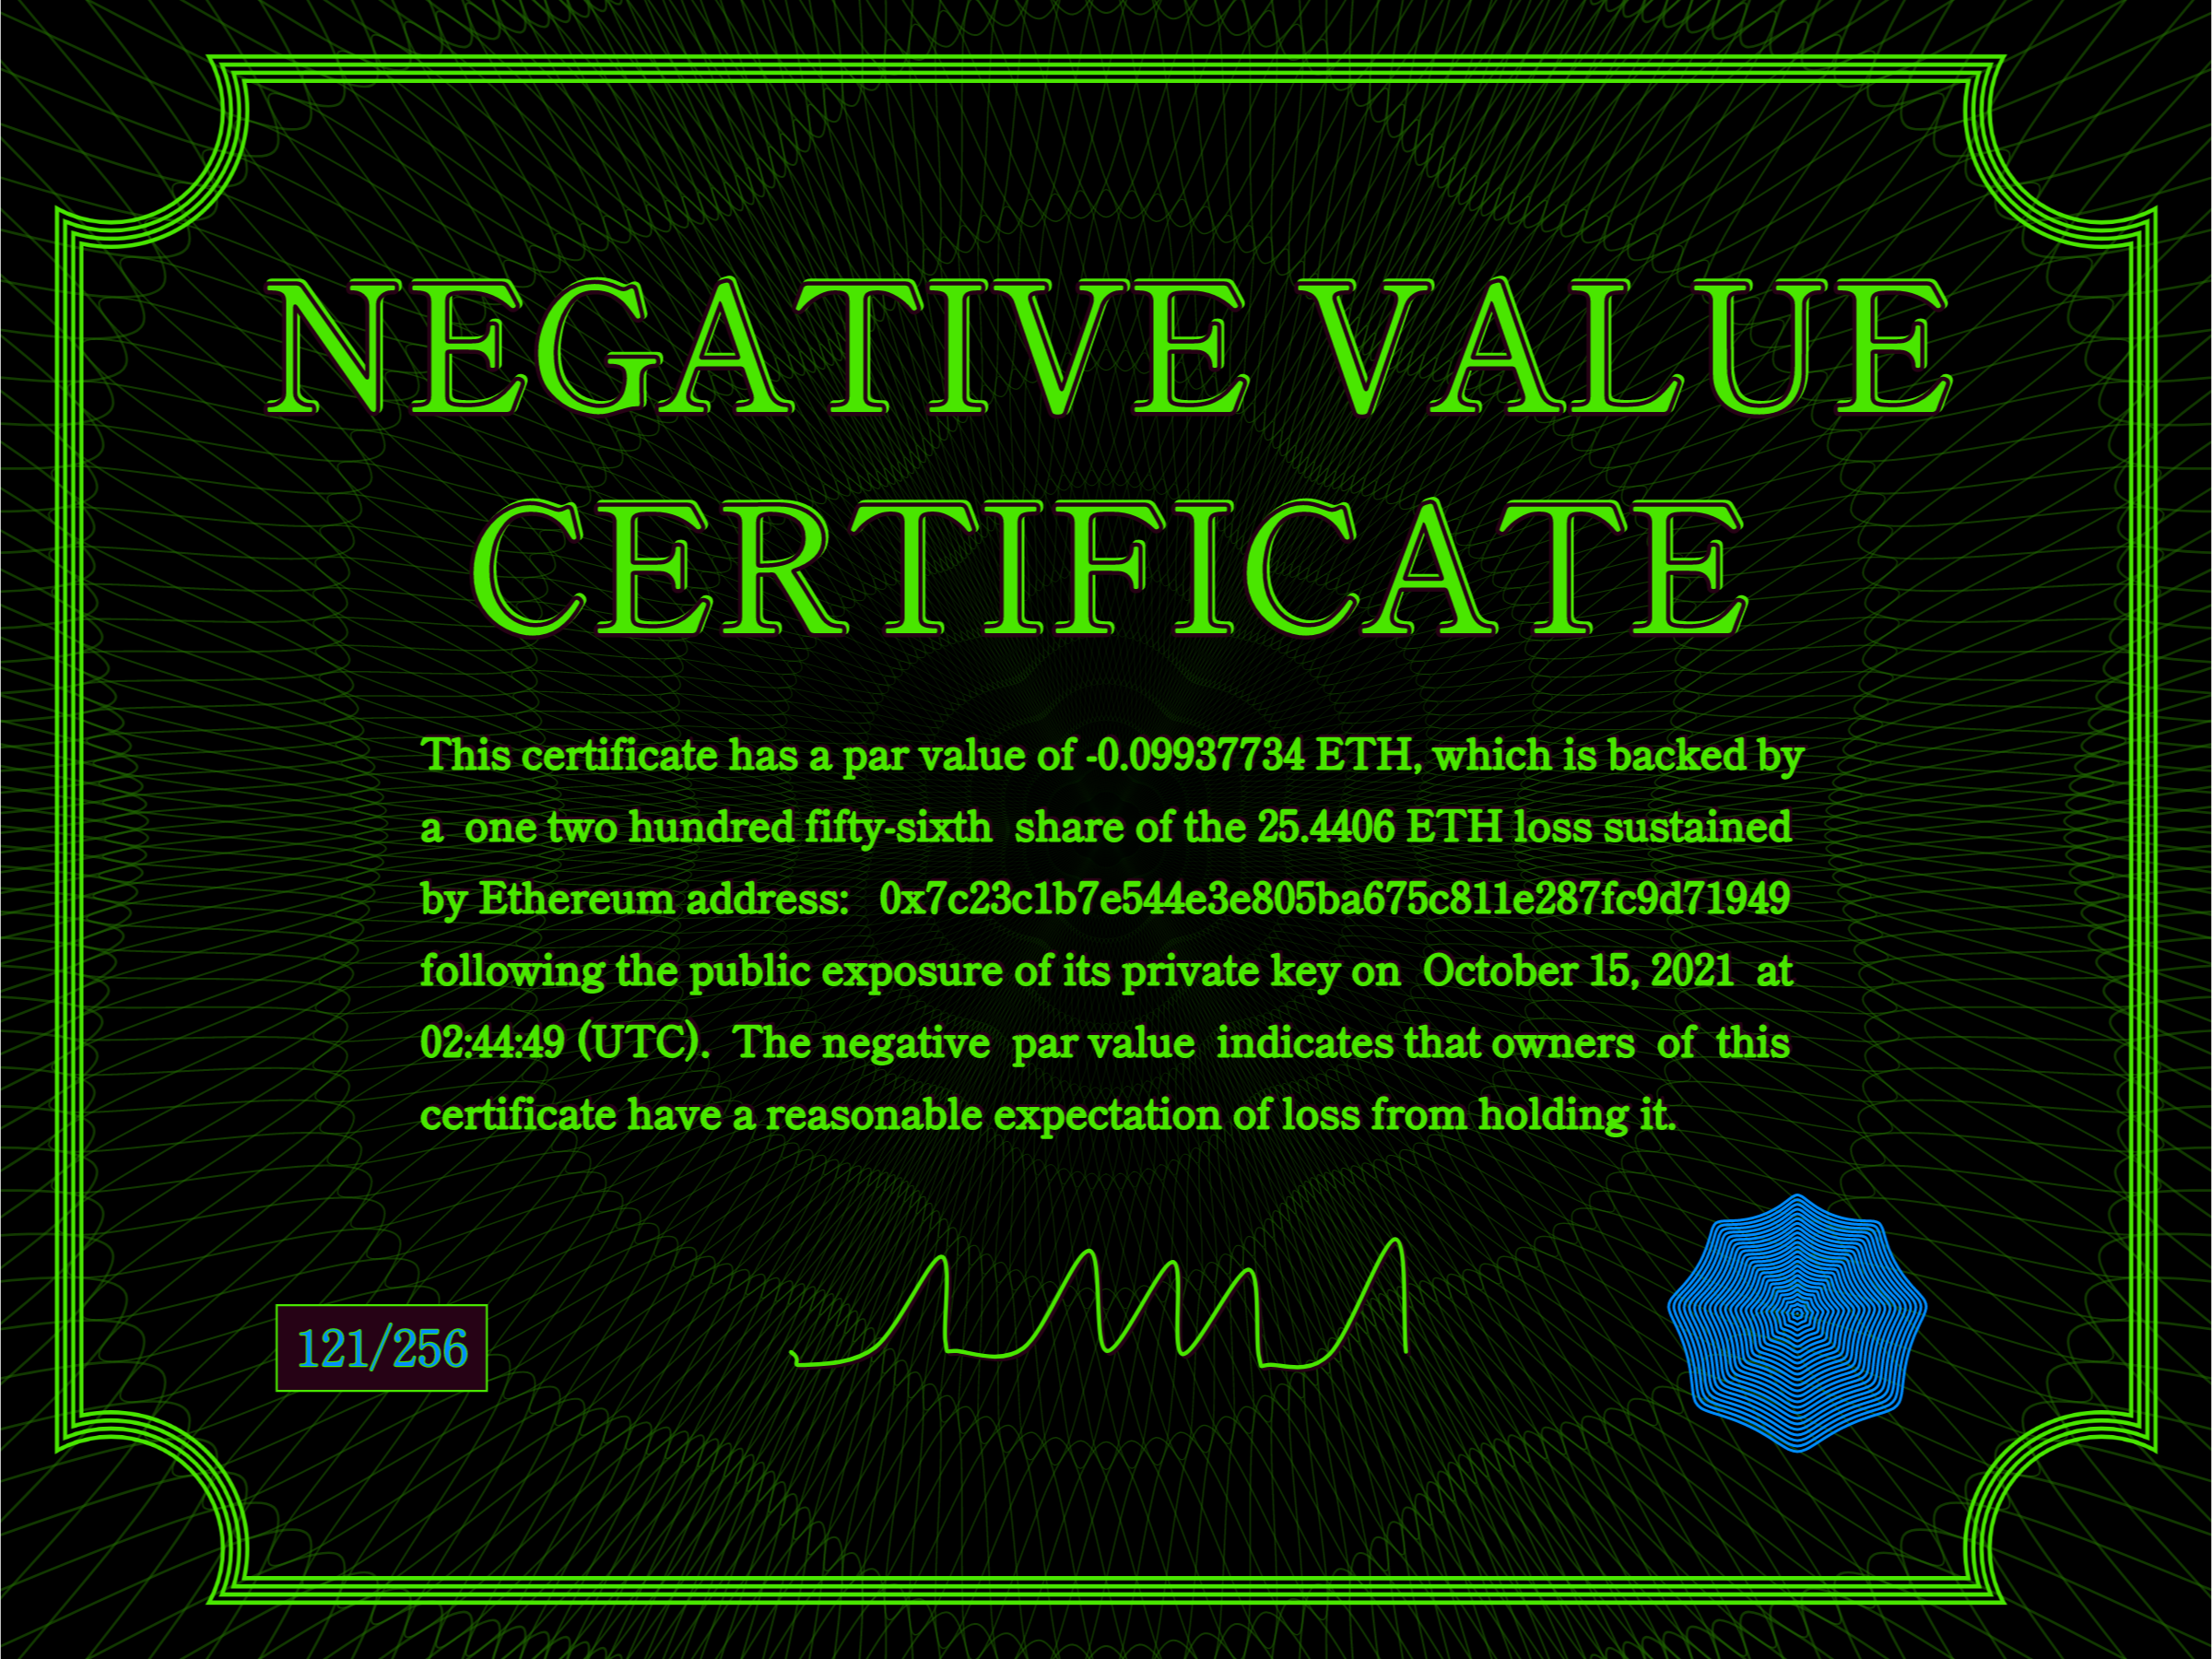 NEGATIVE VALUE
CERTIFICATE
This certificate has a par value of -0.09937734 ETH, which is backed by
a one two hundred fifty-sixth share of the 25.4406 ETH loss sustained
by Ethereum address: 0x7c23c1b7e544e3e805ba675c811e287fc9d71949
following the public exposure of its private key on October 15, 2021 at
02:44:49 (UTC). The negative par value indicates that owners of this
certificate have a reasonable expectation of loss from holding it.
121/256